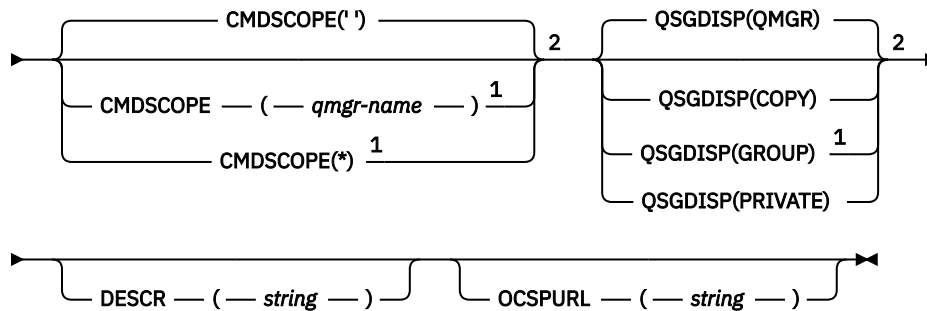 CMDSCOPE(' ') 2
CMDSCOPE ( qmgr-name ) 1
CMDSCOPE(*) 1
QSGDISP(QMGR) 2
QSGDISP(COPY)
QSGDISP(GROUP) 1
QSGDISP(PRIVATE)
DESCR ( string )
OCSPURL ( string )